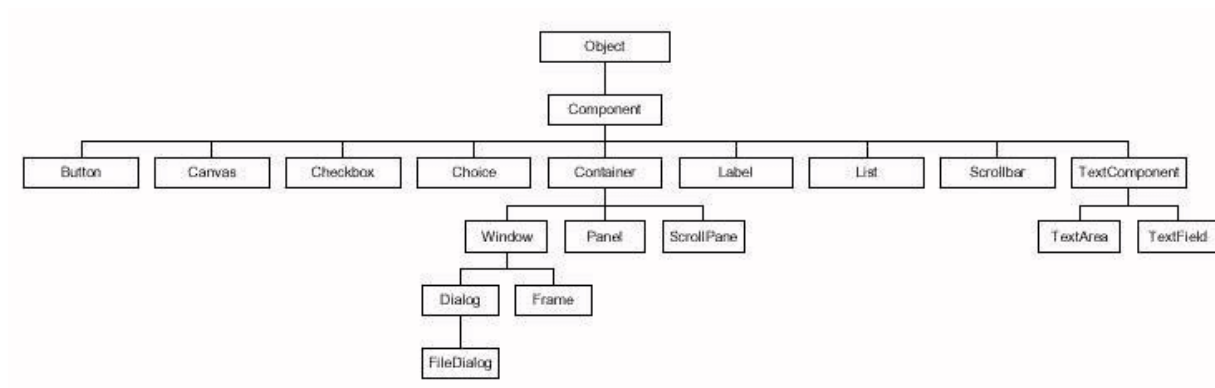 Object
Component
Button Canvas Checkbox Choice Container Label List Scrollbar TextComponent
Window Panel ScrollPane TextArea TextField
Dialog Frame
FileDialog